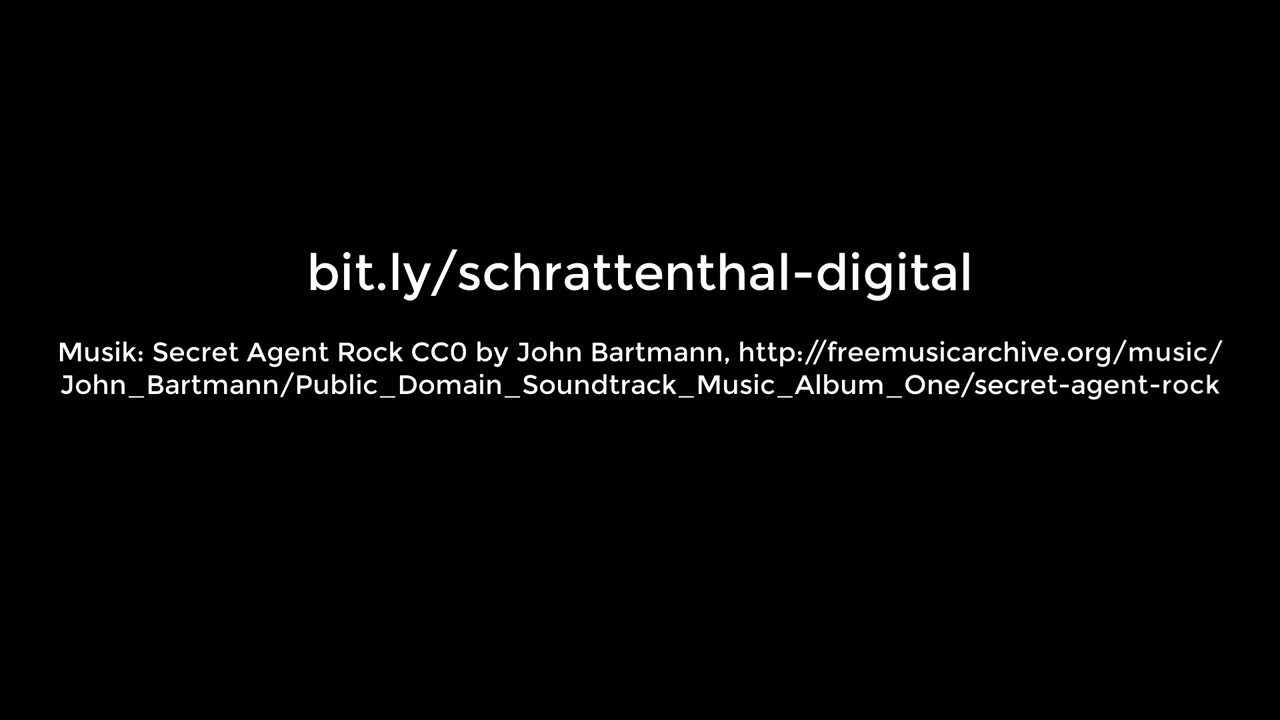 bit.ly/schrattenthal-digital
Musik: Secret Agent Rock CC0 by John Bartmann, http://freemusicarchive.org/music/
John_Bartmann/Public_Domain_Soundtrack_Music_Album_One/secret-agent-rock